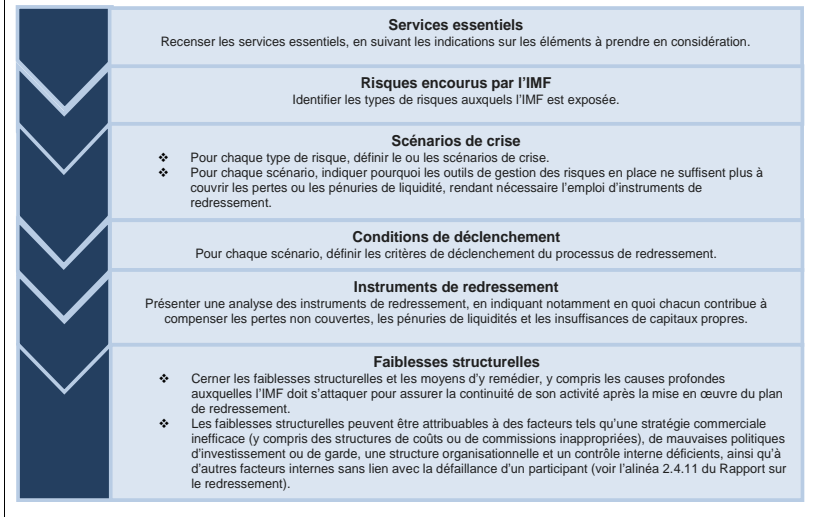 Services essentiels
Recenser les services essentiels, en suivant les indications sur les éléments à prendre en considération.
Risques encourus par l'IMF
Identifier les types de risques auxquels l'IMF est exposée.
Scénarios de crise
❖ Pour chaque type de risque, définir le ou les scénarios de crise.
❖ Pour chaque scénario, indiquer pourquoi les outils de gestion des risques en place ne suffisent plus à
couvrir les pertes ou les pénuries de liquidité, rendant nécessaire l'emploi d'instruments de
redressement.
Conditions de déclenchement
Pour chaque scénario, définir les critères de déclenchement du processus de redressement.
Instruments de redressement
Présenter une analyse des instruments de redressement, en indiquant notamment en quoi chacun contribue à
compenser les pertes non couvertes, les pénuries de liquidités et les insuffisances de capitaux propres.
Faiblesses structurelles
❖ Cerner les faiblesses structurelles et les moyens d'y remédier, y compris les causes profondes
auxquelles l'IMF doit s'attaquer pour assurer la continuité de son activité après la mise en œuvre du plan
de redressement.
❖ Les faiblesses structurelles peuvent être attribuables à des facteurs tels qu'une stratégie commerciale
inefficace (y compris des structures de coûts ou de commissions inappropriées), de mauvaises politiques
d'investissement ou de garde, une structure organisationnelle et un contrôle interne déficients, ainsi qu'à
d'autres facteurs internes sans lien avec la défaillance d'un participant (voir l'alinéa 2.4.11 du Rapport sur
le redressement).